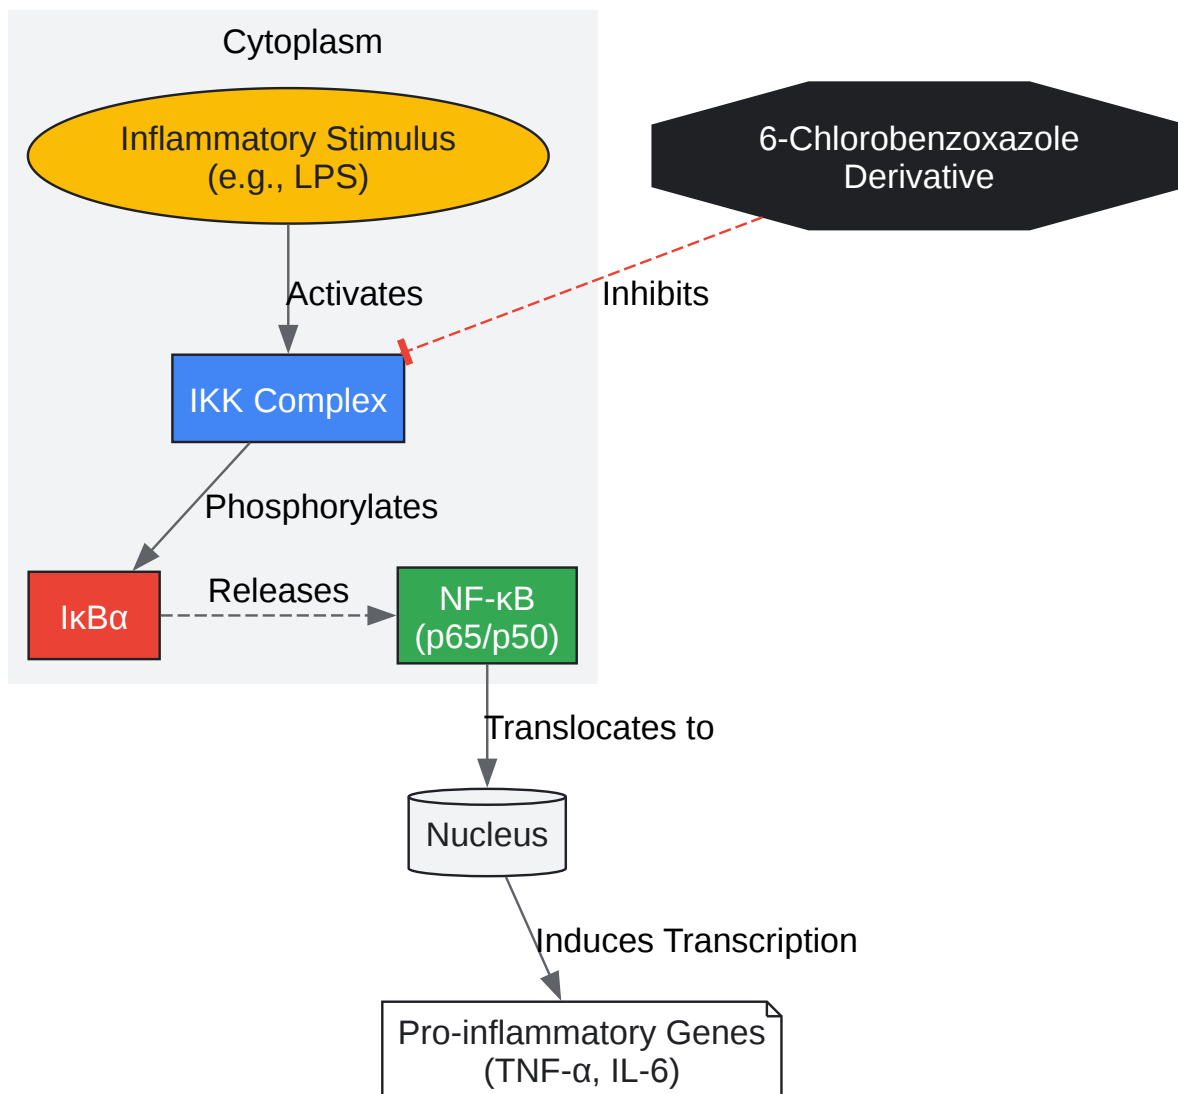 Cytoplasm
Inflammatory Stimulus
(e.g., LPS)
6-Chlorobenzoxazole
Derivative
Activates
Inhibits
IKK Complex
Phosphorylates
Releases
IκBα
NF-κB
(p65/p50)
Translocates to
Nucleus
Induces Transcription
Pro-inflammatory Genes
(TNF-α, IL-6)